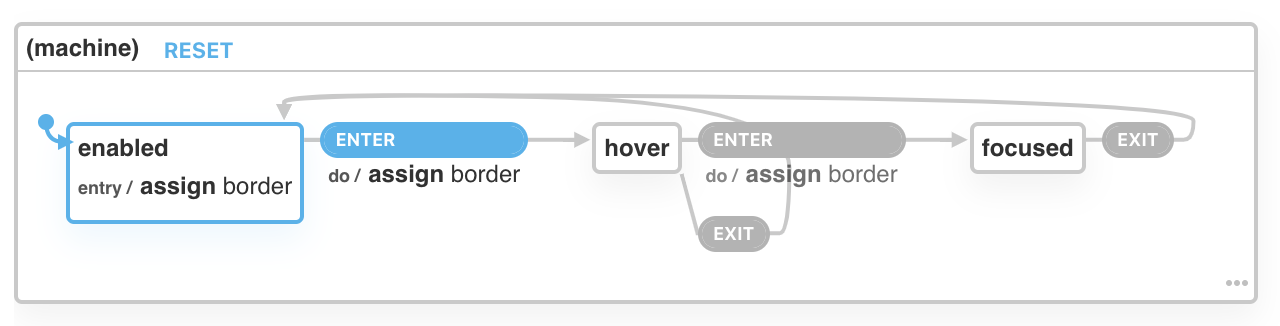 (machine) RESET
enabled
entry / assign border
ENTER
do / assign border
hover
ENTER
do / assign border
EXIT
focused
EXIT